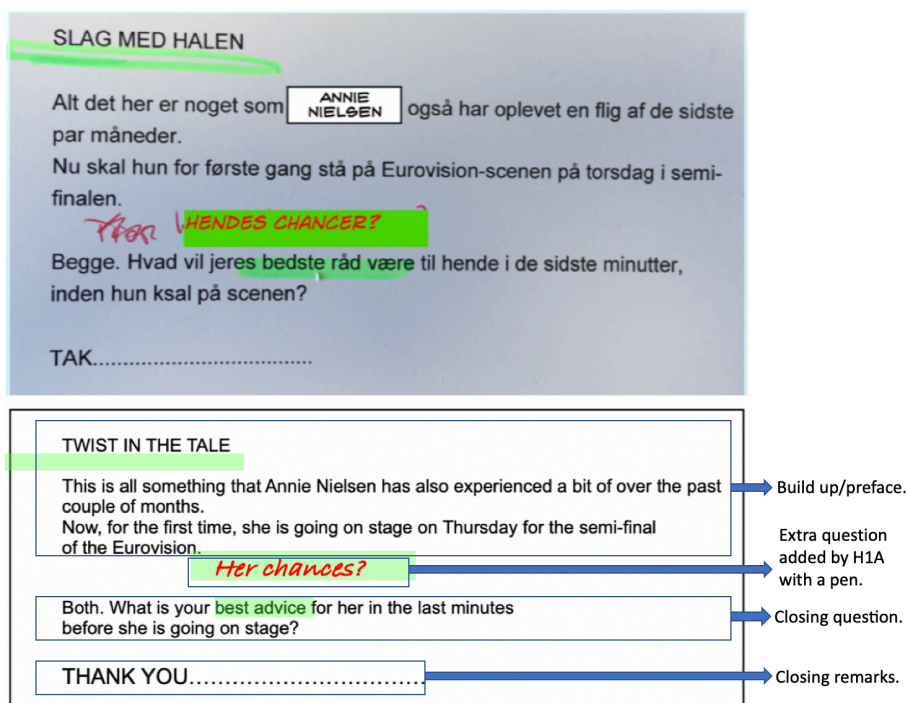 SLAG MED HALEN
Alt det her er noget som ANNIE NIELSEN også har oplevet en flig af de sidste
par måneder.
Nu skal hun for første gang stå på Eurovision-scenen på torsdag i semi-
finalen.
HENDES CHANCER?
Begge. Hvad vil jeres bedste råd være til hende i de sidste minutter,
inden hun ksal på scenen?
TAK....................................
TWIST IN THE TALE
This is all something that Annie Nielsen has also experienced a bit of over the past
couple of months.
Now, for the first time, she is going on stage on Thursday for the semi-final
of the Eurovision.
Build up/preface.
Her chances?
Extra question
added by H1A
with a pen.
Both. What is your best advice for her in the last minutes
before she is going on stage?
Closing question.
THANK YOU.................................
Closing remarks.